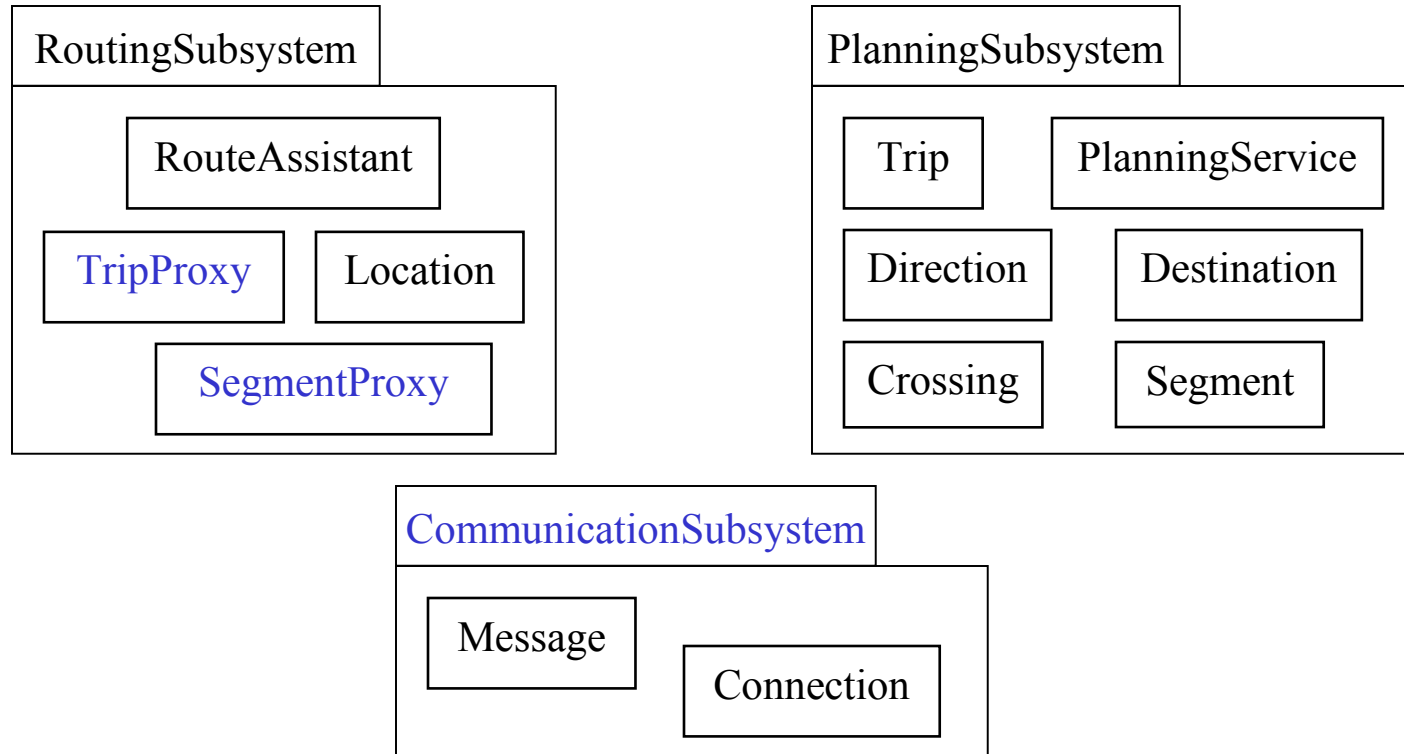 RoutingSubsystem
RouteAssistant
TripProxy
Location
SegmentProxy
PlanningSubsystem
Trip
PlanningService
Direction
Destination
Crossing
Segment
CommunicationSubsystem
Message
Connection